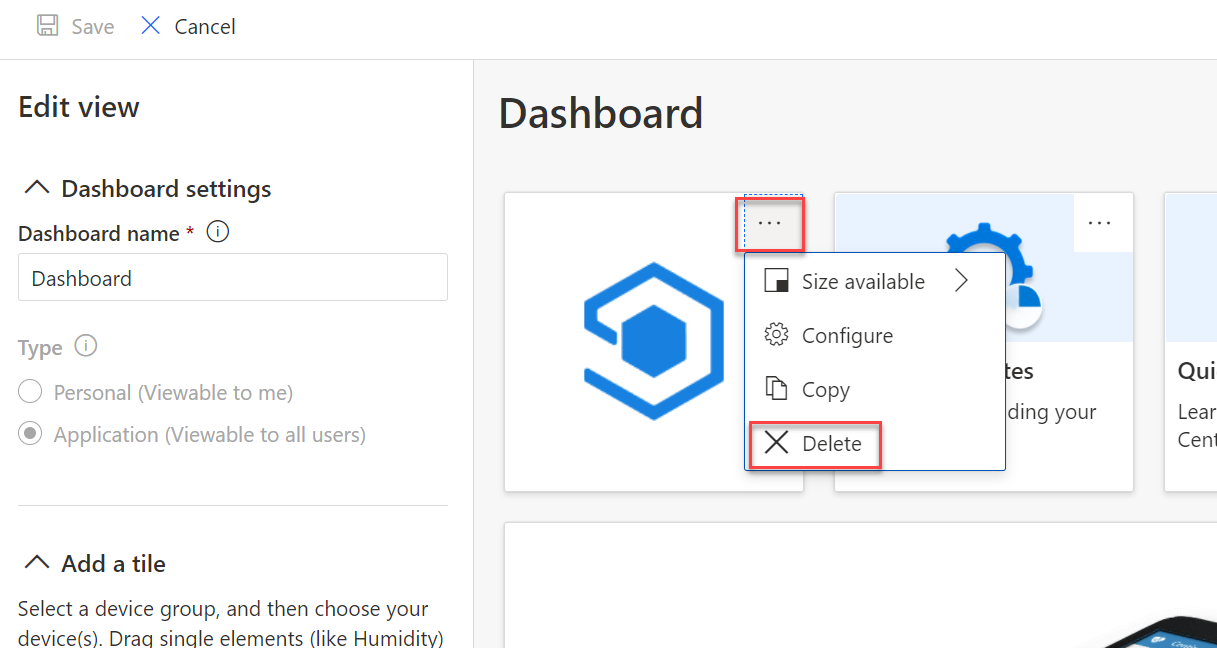 Save
Cancel
Edit view
Dashboard settings
Dashboard name *
Dashboard
Type
Personal (Viewable to me)
Application (Viewable to all users)
Add a tile
Select a device group, and then choose your
device(s). Drag single elements (like Humidity)
Dashboard
...
Size available
Configure
Copy
Delete
...
tes
ding your
Qui
Lear
Cent